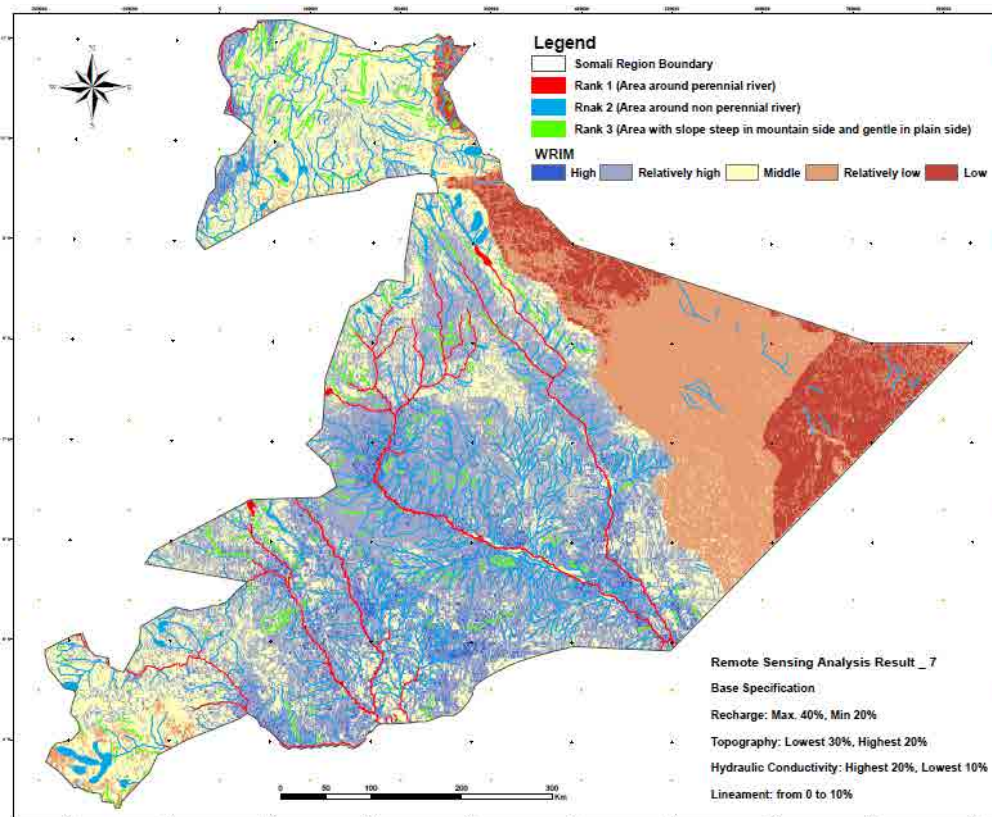 N
W
E
S
Legend
Somali Region Boundary
Rank 1 (Area around perennial river)
Rnak 2 (Area around non perennial river)
Rank 3 (Area with slope steep in mountain side and gentle in plain side)
WRIM
High Relatively high Middle Relatively low Low
Remote Sensing Analysis Result _ 7
Base Specification
Recharge: Max. 40%, Min 20%
Topography: Lowest 30%, Highest 20%
Hydraulic Conductivity: Highest 20%, Lowest 10%
Lineament: from 0 to 10%
0 50 100 200 300
Km